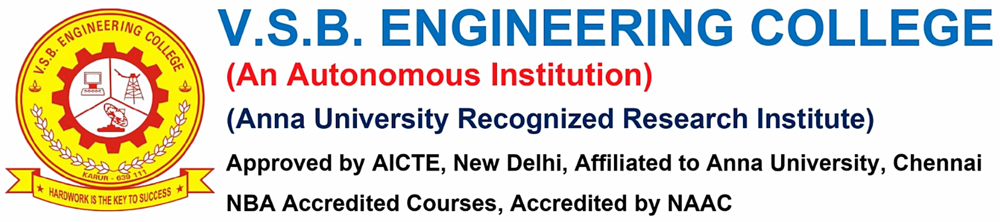 V.S.B. ENGINEERING COLLEGE
KARUR - 639 111
HARDWORK IS THE KEY TO SUCCESS
V.S.B. ENGINEERING COLLEGE
(An Autonomous Institution)
(Anna University Recognized Research Institute)
Approved by AICTE, New Delhi, Affiliated to Anna University, Chennai
NBA Accredited Courses, Accredited by NAAC